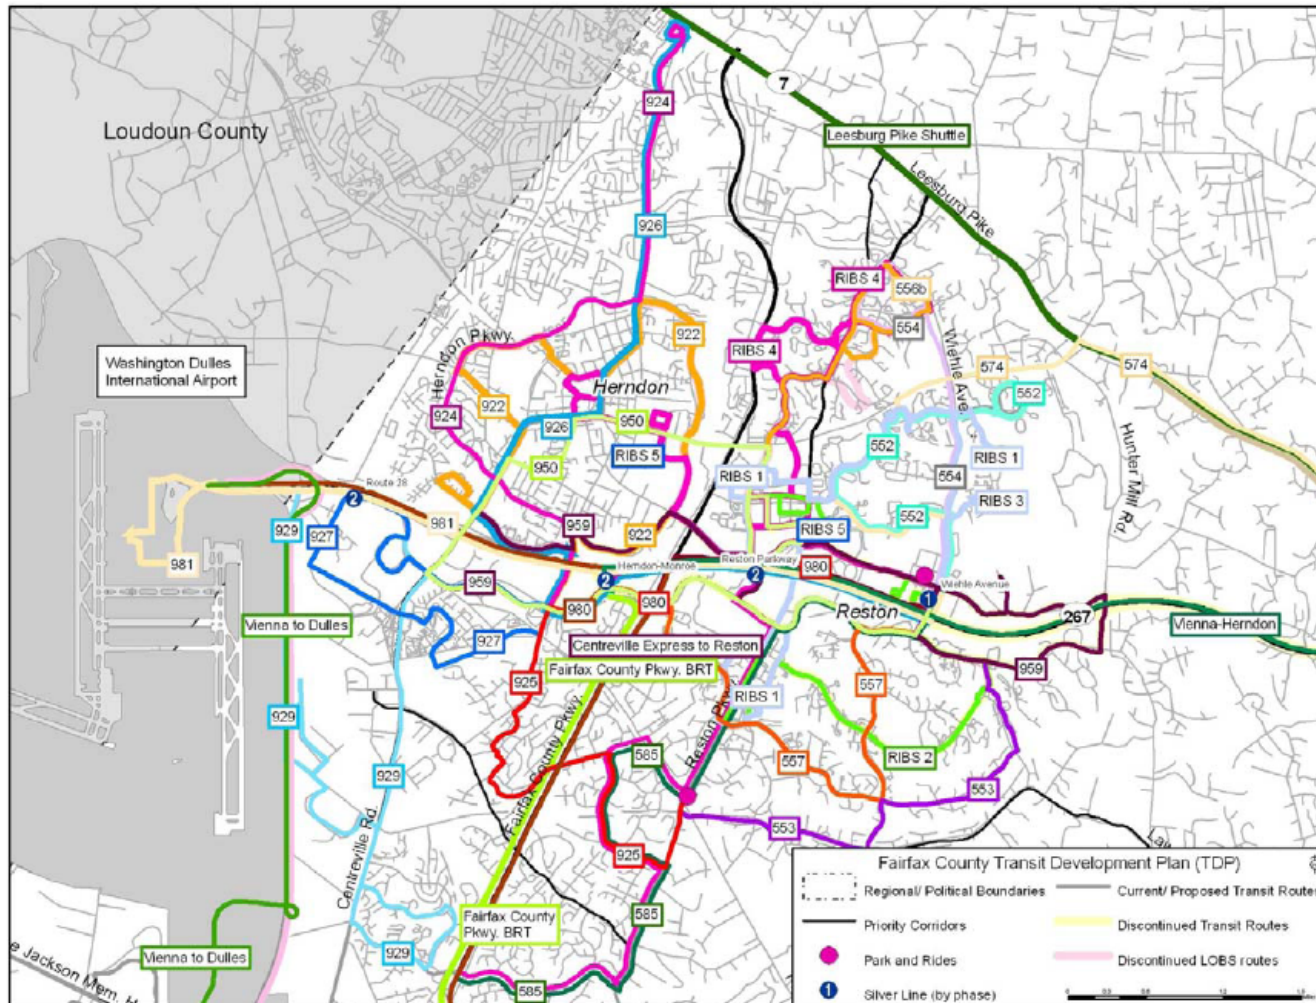 924
7
Loudoun County
Leesburg Pike Shuttle
Leesburg Pike
926
RIBS 4
556b
922
554
Herndon Pkwy.
RIBS 4
Wiehle Ave.
Washington Dulles
International Airport
574
574
Herndon
552
922
924
926
950
Hunter Mill Rd.
RIBS 5
552
RIBS 1
950
RIBS 1
554
Route 28
2
RIBS 3
981
929
927
959
922
RIBS 5
552
981
Herndon-Monroe
Reston Parkway
980
2
2
Wiehle Avenue
959
980
980
1
Reston
267
Vienna-Herndon
Vienna to Dulles
927
Centreville Express to Reston
959
Fairfax County Pkwy. BRT
925
RIBS 1
557
929
Reston Pkwy.
RIBS 2
585
557
929
Fairfax County Pkwy.
553
553
Centreville Rd.
925
Fairfax County
Pkwy. BRT
585
Vienna to Dulles
929
e Jackson Mem. H
585
Fairfax County Transit Development Plan (TDP)
Regional/ Political Boundaries
Current/ Proposed Transit Routes
Priority Corridors
Discontinued Transit Routes
Park and Rides
Discontinued LOBS routes
1
Silver Line (by phase)